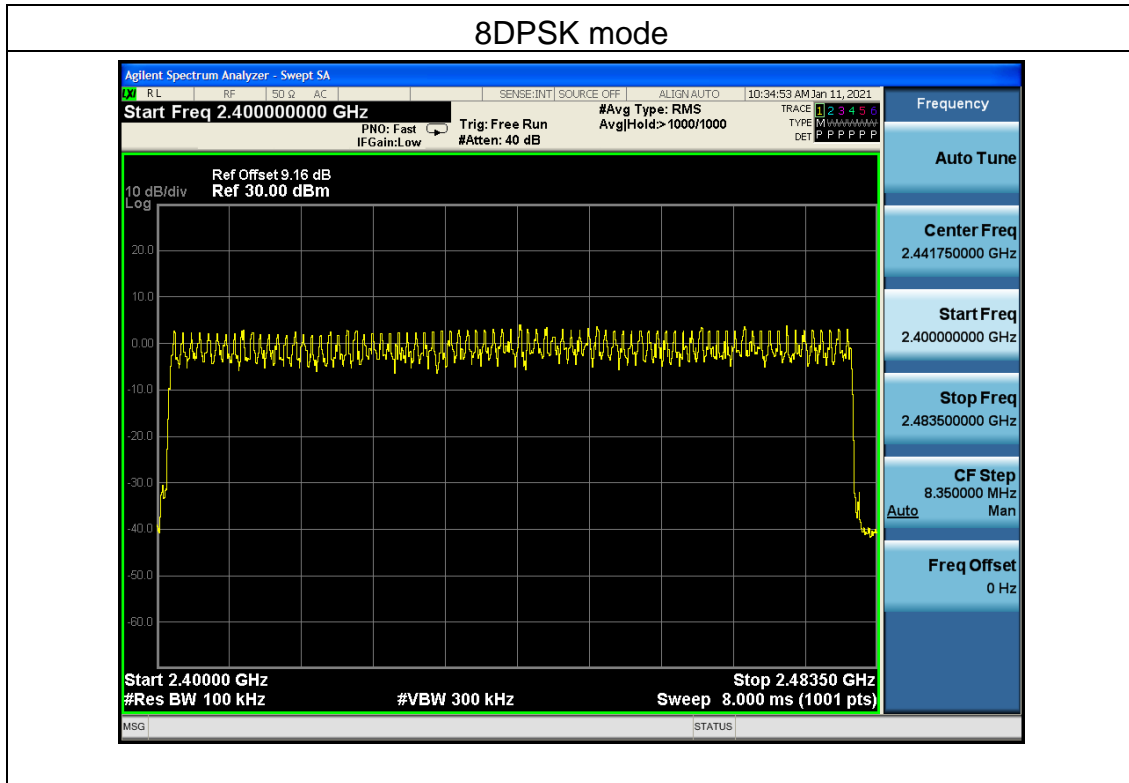 8DPSK mode
Agilent Spectrum Analyzer - Swept SA
LXI RL RF 50 Ω AC SENSE:INT SOURCE OFF ALIGN AUTO 10:34:53 AM Jan 11, 2021
Start Freq 2.400000000 GHz
PNO: Fast
IFGain:Low
Trig: Free Run
#Atten: 40 dB
#Avg Type: RMS
Avg|Hold:>1000/1000
TRACE 1 2 3 4 5 6
TYPE MWWWWW
DET P P P P P P
Frequency
Auto Tune
Center Freq
2.441750000 GHz
Start Freq
2.400000000 GHz
Stop Freq
2.483500000 GHz
CF Step
8.350000 MHz
Auto Man
Freq Offset
0 Hz
Ref Offset 9.16 dB
10 dB/div Ref 30.00 dBm
Log
20.0
10.0
0.00
-10.0
-20.0
-30.0
-40.0
-50.0
-60.0
Start 2.40000 GHz Stop 2.48350 GHz
#Res BW 100 kHz #VBW 300 kHz Sweep 8.000 ms (1001 pts)
MSG STATUS